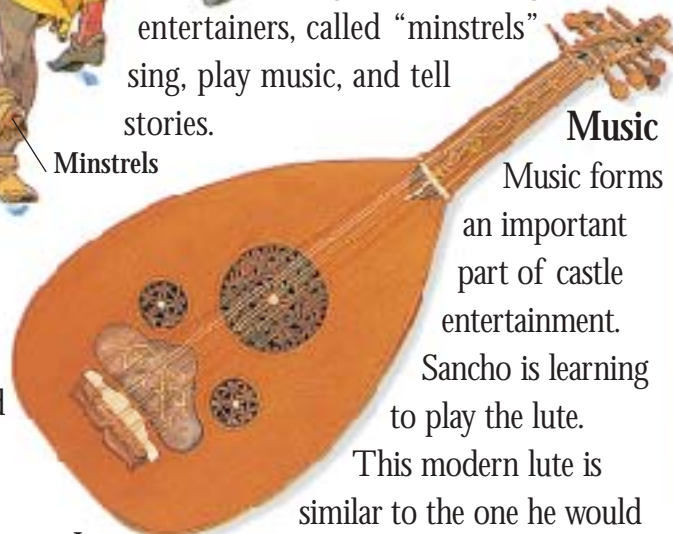 entertainers, called “minstrels”
sing, play music, and tell
stories.
Minstrels
Music
Music forms
an important
part of castle
entertainment.
Sancho is learning
to play the lute.
This modern lute is
similar to the one he would